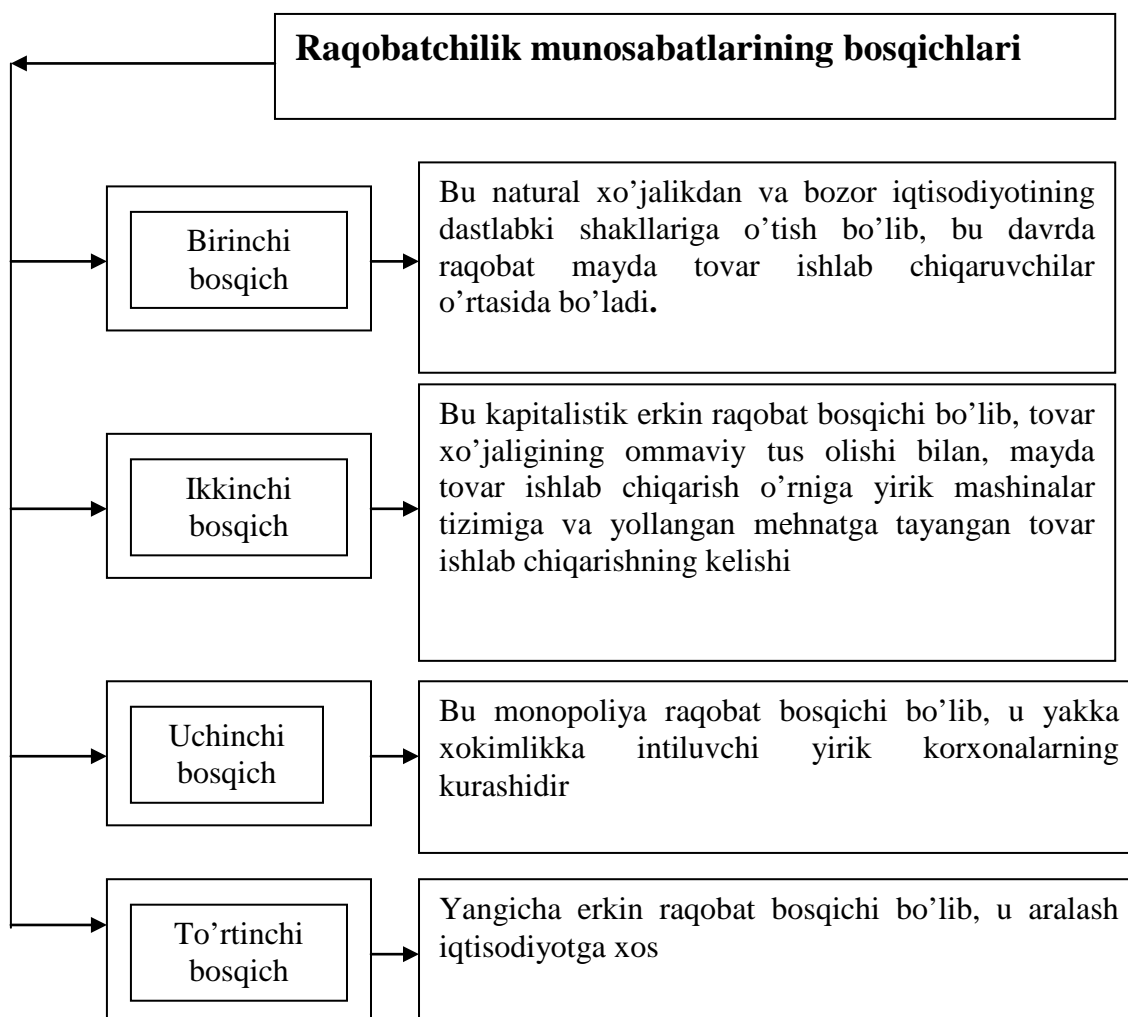 Raqobatchilik munosabatlarining bosqichlari
Birinchi
bosqich
Bu natural xo’jalikdan va bozor iqtisodiyotining
dastlabki shakllariga o’tish bo’lib, bu davrda
raqobat mayda tovar ishlab chiqaruvchilar
o’rtasida bo’ladi.
Ikkinchi
bosqich
Bu kapitalistik erkin raqobat bosqichi bo’lib, tovar
xo’jaligining ommaviy tus olishi bilan, mayda
tovar ishlab chiqarish o’rniga yirik mashinalar
tizimiga va yollangan mehnatga tayangan tovar
ishlab chiqarishning kelishi
Uchinchi
bosqich
Bu monopoliya raqobat bosqichi bo’lib, u yakka
xokimlikka intiluvchi yirik korxonalarning
kurashidir
To’rtinchi
bosqich
Yangicha erkin raqobat bosqichi bo’lib, u aralash
iqtisodiyotga xos